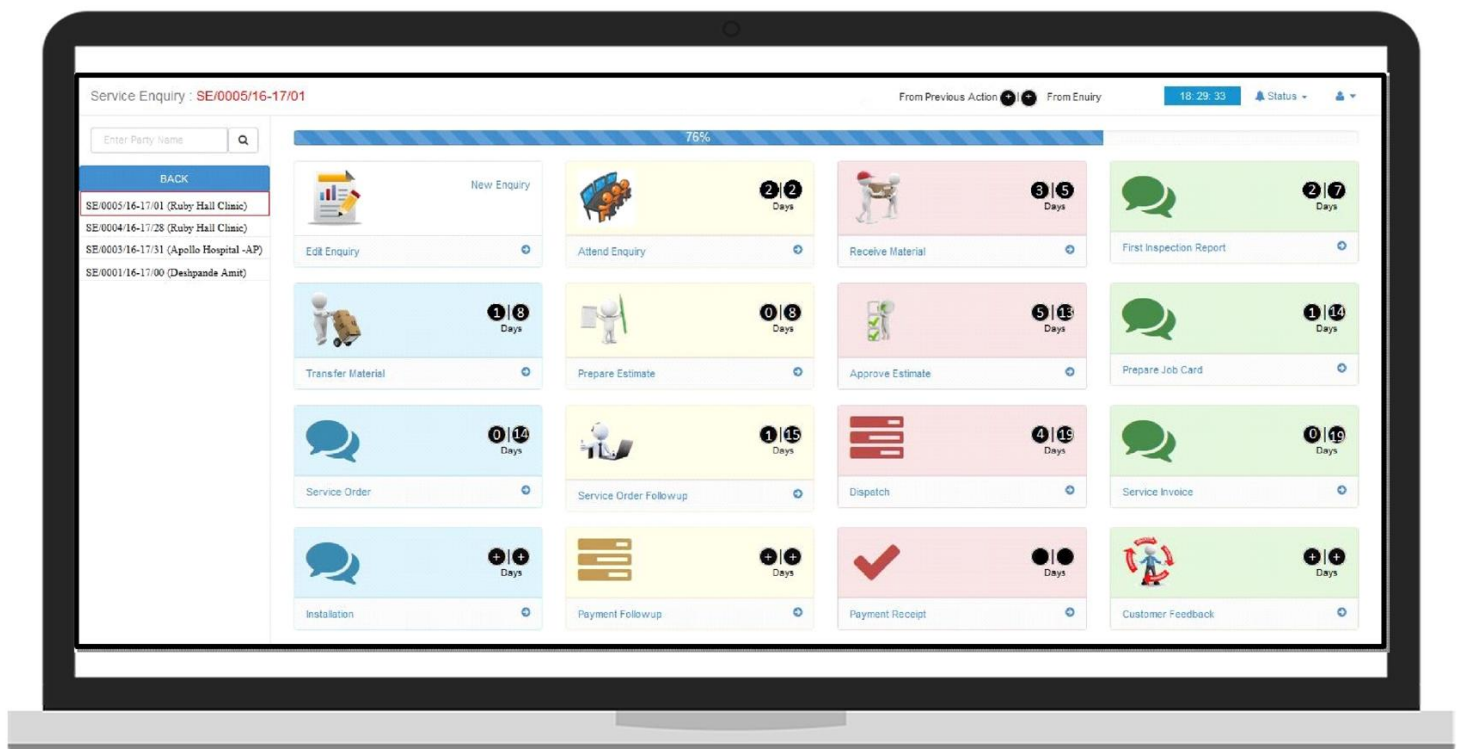 Service Enquiry : SE/0005/16-17/01
From Previous Action + | + From Enuiry
18: 29: 33
Status
Enter Party Name
76%
BACK
SE/0005/16-17/01 (Ruby Hall Clinic)
SE/0004/16-17/28 (Ruby Hall Clinic)
SE/0003/16-17/31 (Apollo Hospital -AP)
SE/0001/16-17/00 (Deshpande Amit)
New Enquiry
Edit Enquiry
2|2
Days
Attend Enquiry
3|5
Days
Receive Material
2|7
Days
First Inspection Report
1|8
Days
Transfer Material
0|8
Days
Prepare Estimate
5|13
Days
Approve Estimate
1|14
Days
Prepare Job Card
0|14
Days
Service Order
1|15
Days
Service Order Followup
4|19
Days
Dispatch
0|19
Days
Service Invoice
+|+
Days
Installation
+|+
Days
Payment Followup
|
Days
Payment Receipt
+|+
Days
Customer Feedback